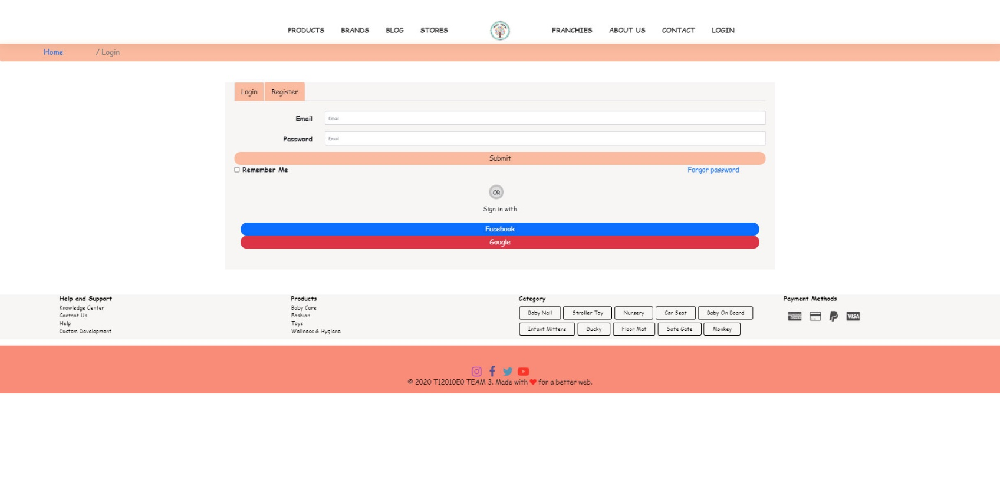 PRODUCTS BRANDS BLOG STORES FRANCHIES ABOUT US CONTACT LOGIN
Home / Login
Login Register
Email Email
Password Email
Submit
Remember Me Forgor password
OR
Sign in with
Facebook
Google
Help and Support
Knowledge Center
Contact Us
Help
Custom Development
Products
Baby Care
Fashion
Toys
Wellness & Hygiene
Category
Baby Nail Stroller Toy Nursery Car Seat Baby On Board
Infant Mittens Ducky Floor Mat Safe Gate Monkey
Payment Methods
VISA
© 2020 T12010E0 TEAM 3. Made with ❤ for a better web.